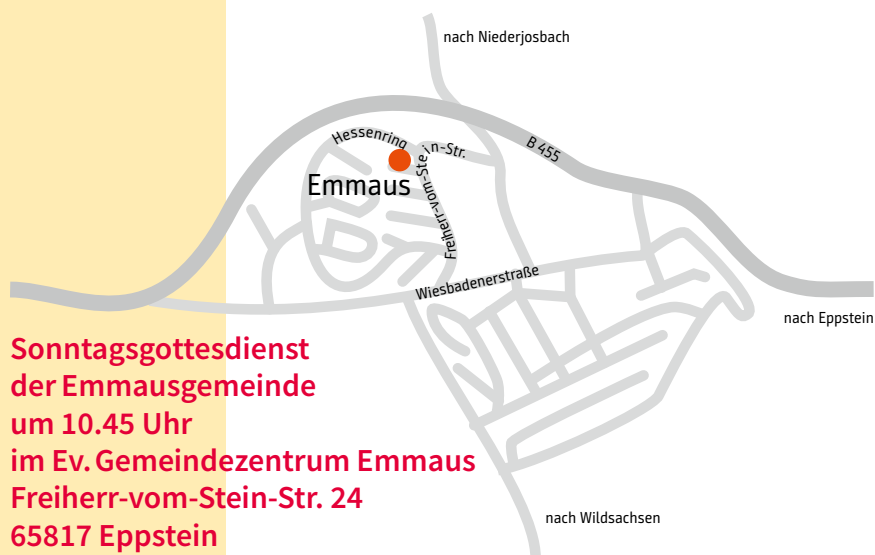 nach Niederjosbach
Hessenring
Freiherr-vom-Stein-Str.
B 455
Emmaus
Wiesbadenerstraße
nach Eppstein
Sonntagsgottesdienst
der Emmausgemeinde
um 10.45 Uhr
im Ev. Gemeindezentrum Emmaus
Freiherr-vom-Stein-Str. 24
65817 Eppstein
nach Wildsachsen